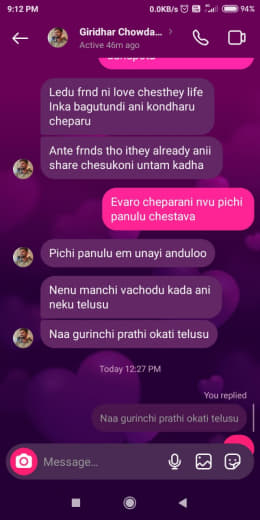 9:12 PM
0.0KB/s
94%
Giridhar Chowda...
Active 46m ago
Ledu frnd ni love chesthey life
Inka bagutundi ani kondharu
cheparu
Ante frnds tho ithey already anii
share chesukoni untam kadha
Evaro cheparani nvu pichi
panulu chestava
Pichi panulu em unayi anduloo
Nenu manchi vachodu kada ani
neku telusu
Naa gurinchi prathi okati telusu
Today 12:27 PM
You replied
Naa gurinchi prathi okati telusu
Message...